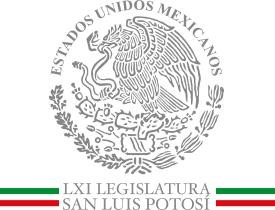 ESTADOS UNIDOS MEXICANOS
LXI LEGISLATURA
SAN LUIS POTOSÍ